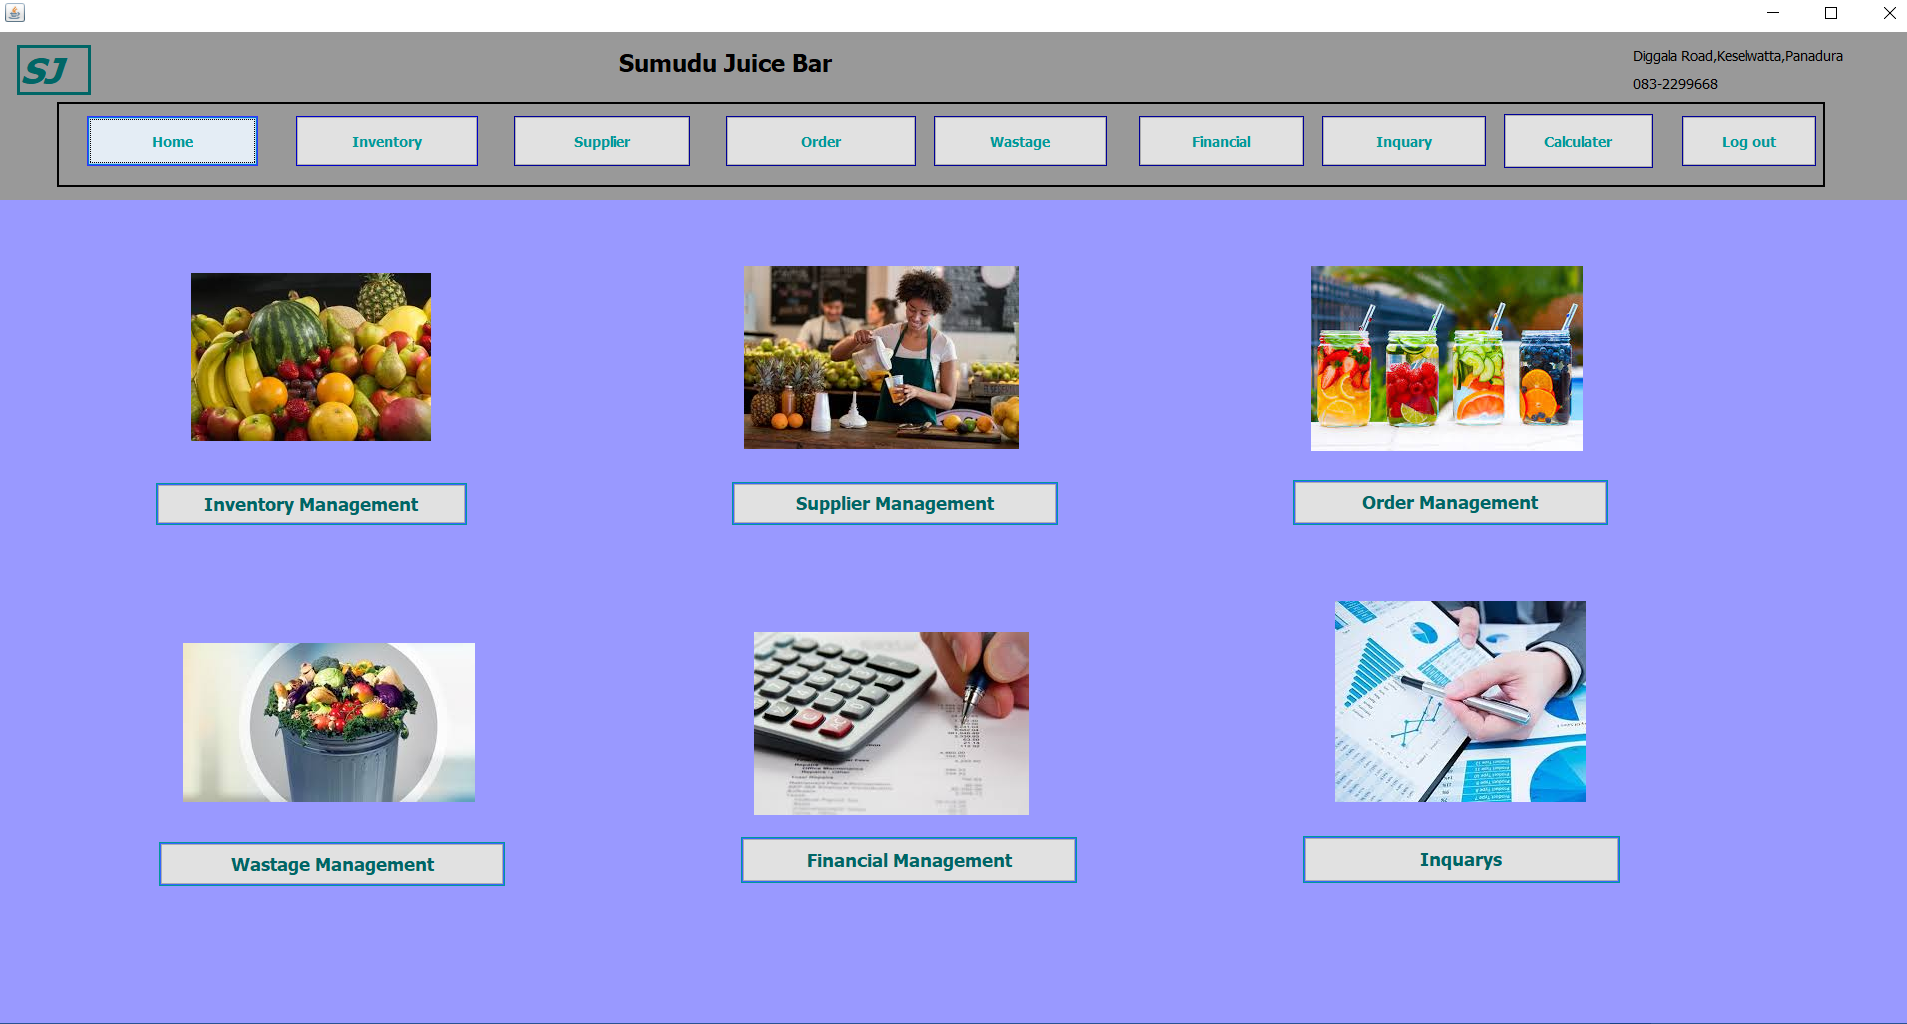 SJ
Sumudu Juice Bar
Diggala Road,Keselwatta,Panadura
083-2299668
Home
Inventory
Supplier
Order
Wastage
Financial
Inquary
Calculater
Log out
Inventory Management
Supplier Management
Order Management
Wastage Management
Financial Management
Inquarys